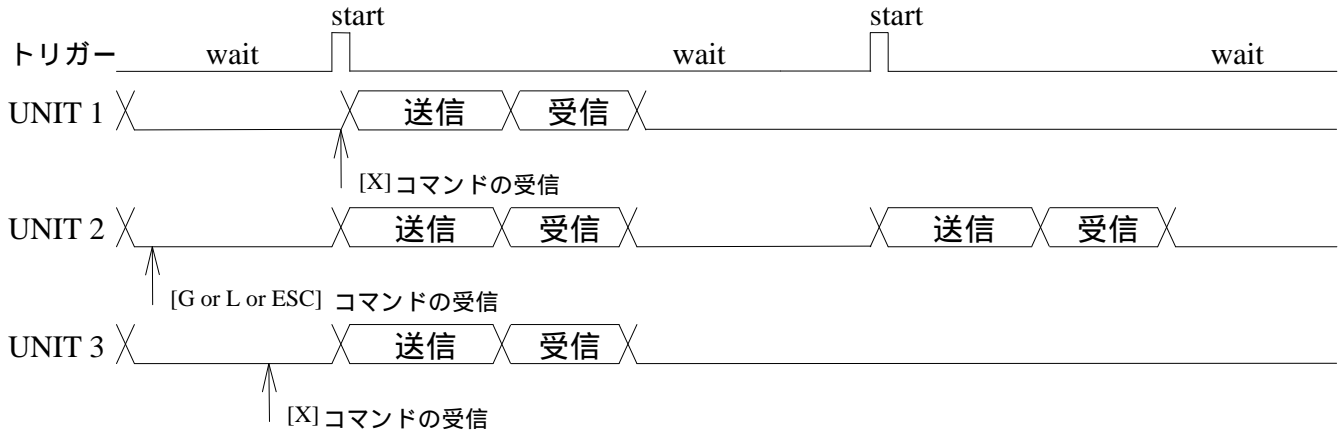 start start
トリガー wait wait wait
UNIT 1 送信 受信
[X]コマンドの受信
UNIT 2 送信 受信 送信 受信
[G or L or ESC] コマンドの受信
UNIT 3 送信 受信
[X]コマンドの受信